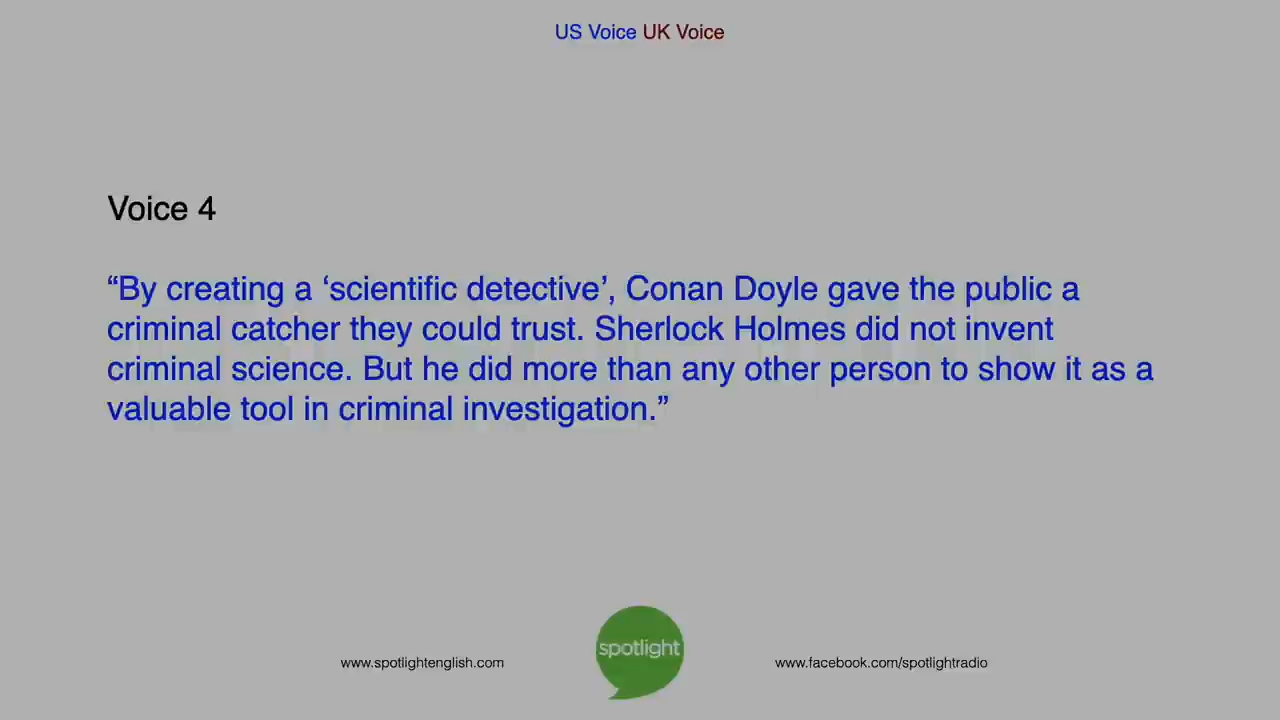 US Voice UK Voice
Voice 4
“By creating a ‘scientific detective’, Conan Doyle gave the public a
criminal catcher they could trust. Sherlock Holmes did not invent
criminal science. But he did more than any other person to show it as a
valuable tool in criminal investigation.”
www.spotlightenglish.com
spotlight
www.facebook.com/spotlightradio